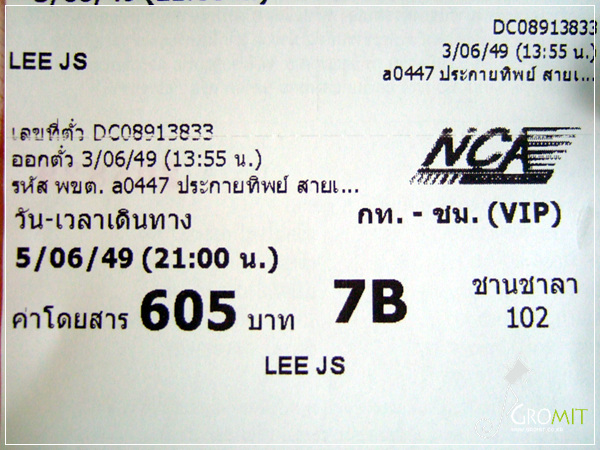 DC08913833
3/06/49 (13:55 น.)
LEE JS
a0447 ประกายทิพย์ สายเ...
เลขที่ตั๋ว DC08913833
ออกตั๋ว 3/06/49 (13:55 น.)
รหัส พขต. a0447 ประกายทิพย์ สายเ...
NCA
วัน-เวลาเดินทาง
กท. - ชม. (VIP)
5/06/49 (21:00 น.)
ค่าโดยสาร 605 บาท
7B
ชานชาลา
102
LEE JS
GROMIT